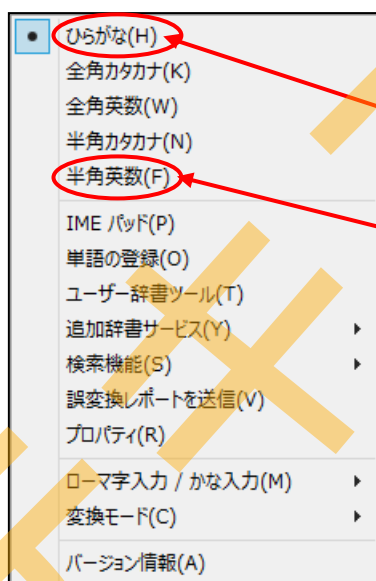 ひらがな(H)
全角カタカナ(K)
全角英数(W)
半角カタカナ(N)
半角英数(F)
IME パッド(P)
単語の登録(O)
ユーザー辞書ツール(T)
追加辞書サービス(Y)
検索機能(S)
誤変換レポートを送信(V)
プロパティ(R)
ローマ字入力 / かな入力(M)
変換モード(C)
バージョン情報(A)